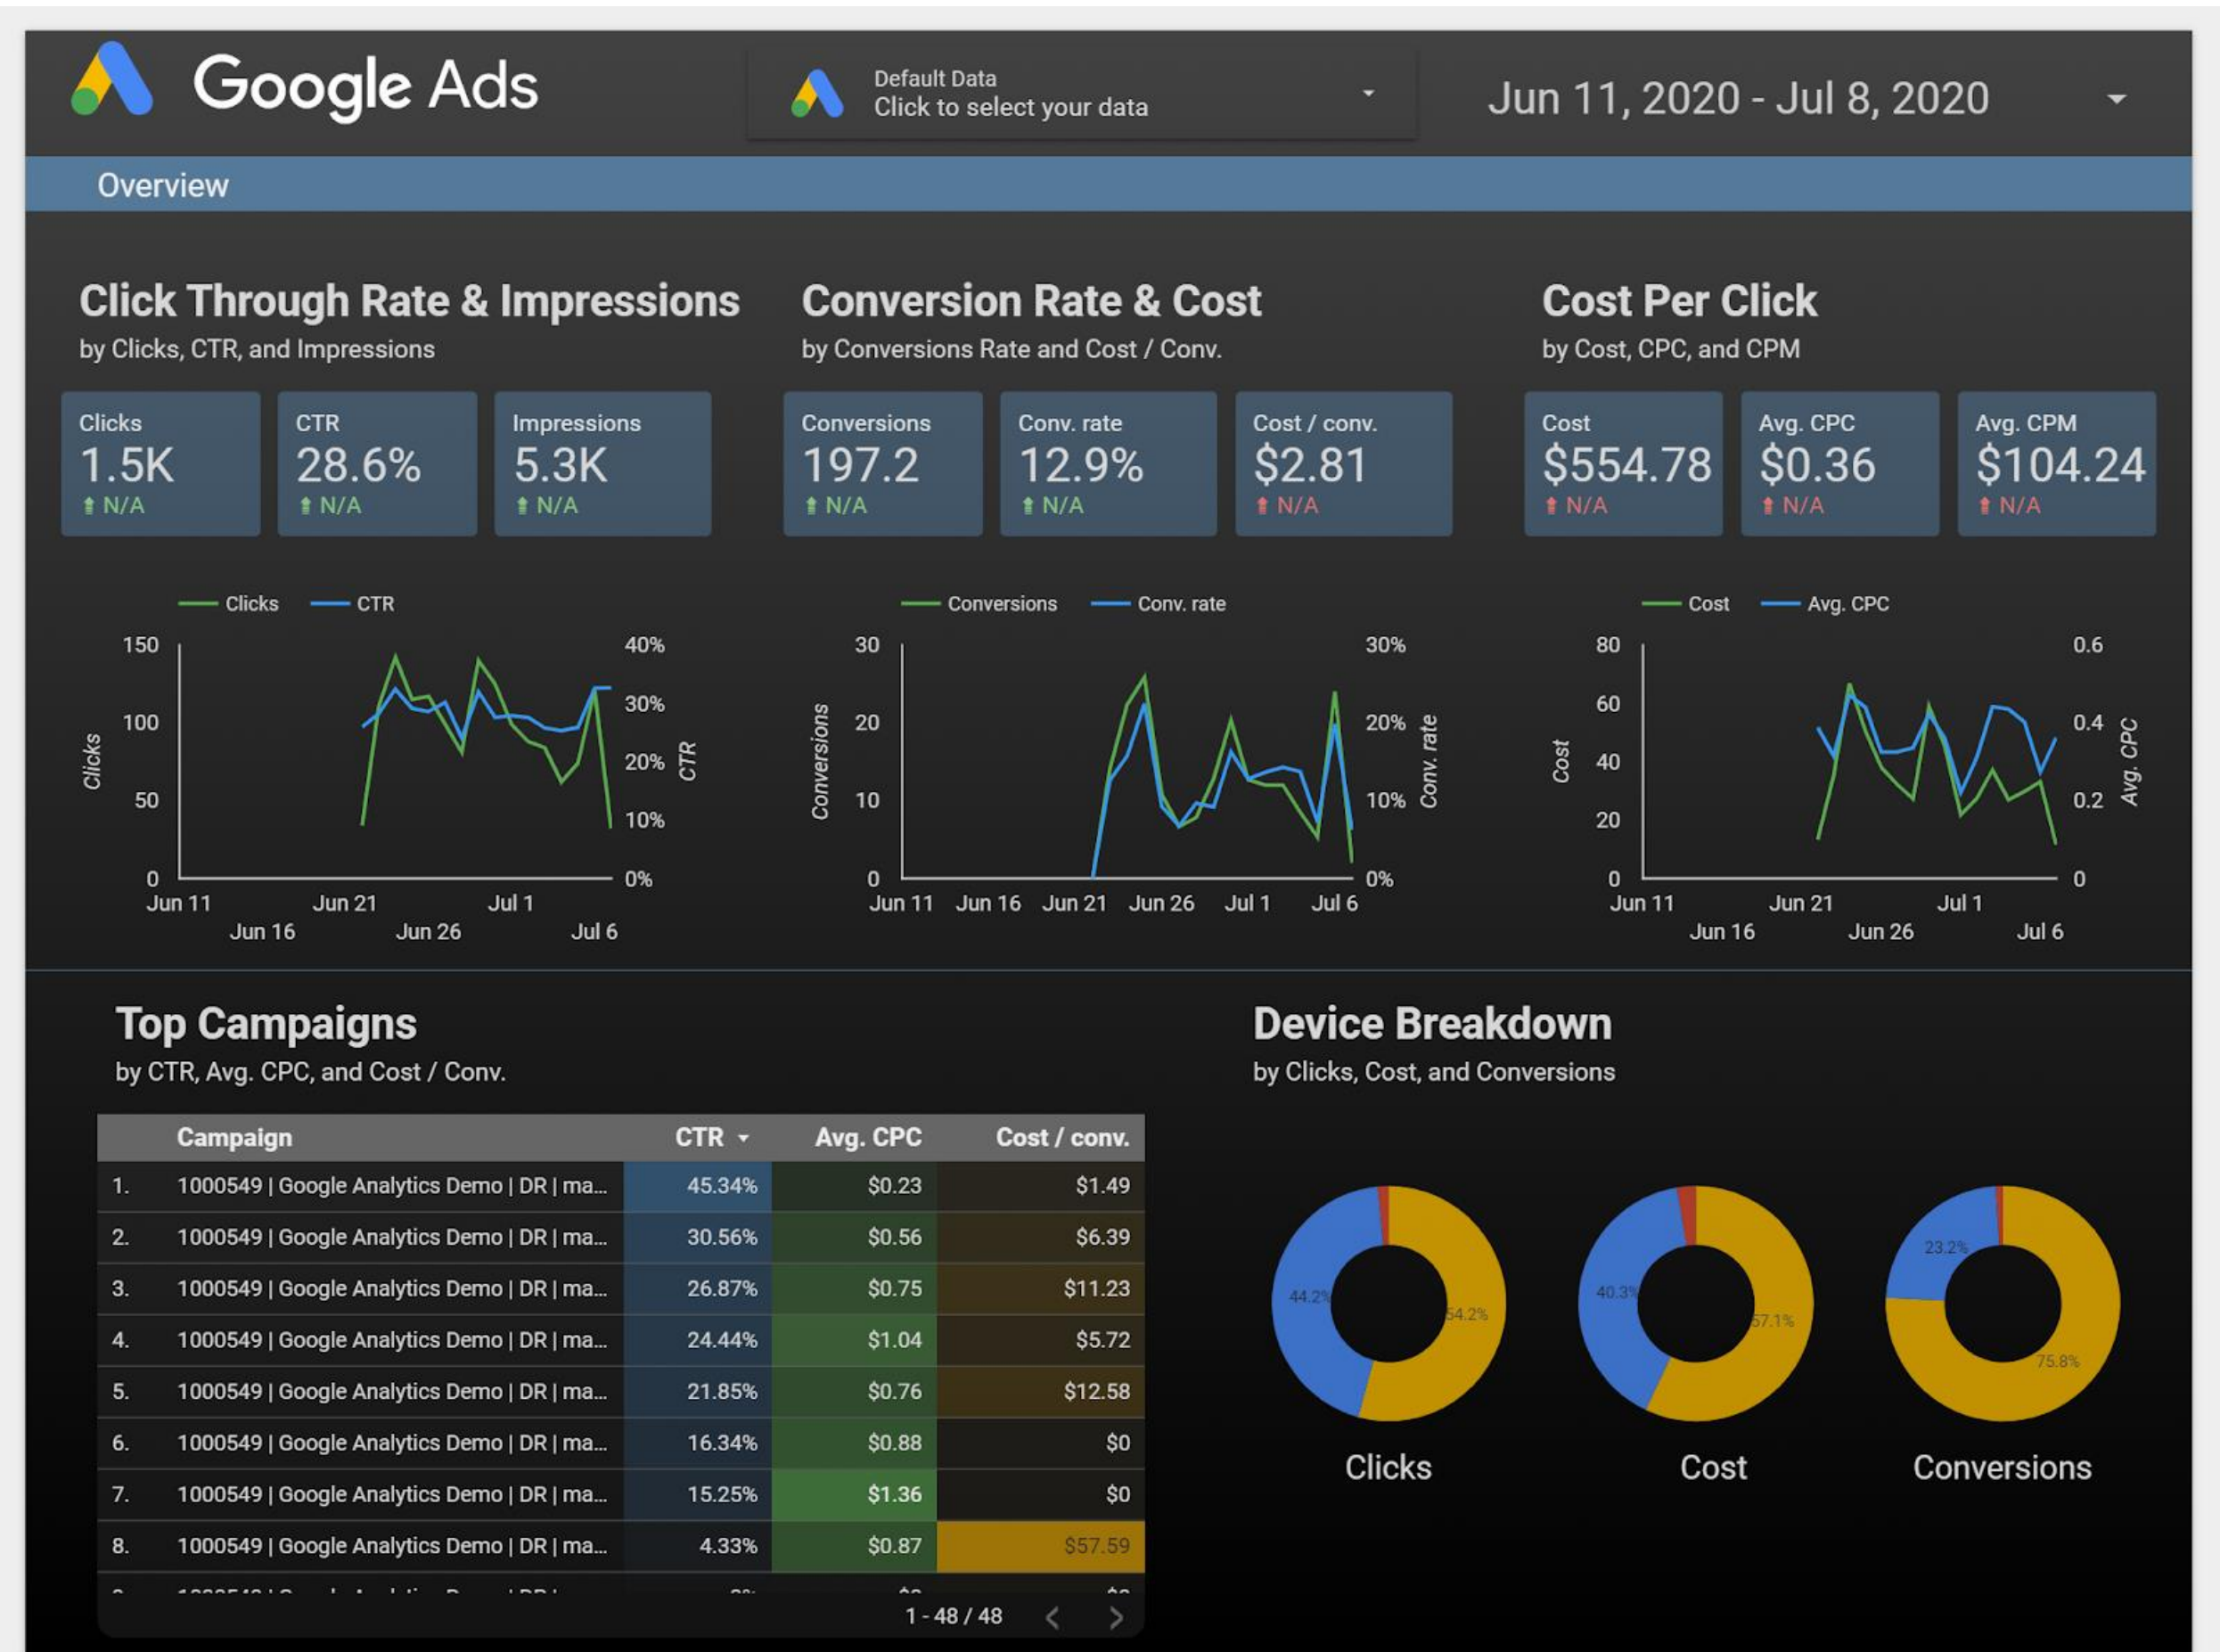 Google Ads
Default Data
Click to select your data
Jun 11, 2020 - Jul 8, 2020
Overview
Click Through Rate & Impressions
by Clicks, CTR, and Impressions
Conversion Rate & Cost
by Conversions Rate and Cost / Conv.
Cost Per Click
by Cost, CPC, and CPM
Clicks
1.5K
N/A
CTR
28.6%
N/A
Impressions
5.3K
N/A
Conversions
197.2
N/A
Conv. rate
12.9%
N/A
Cost / conv.
$2.81
N/A
Cost
$554.78
N/A
Avg. CPC
$0.36
N/A
Avg. CPM
$104.24
N/A
Clicks CTR
150 40%
30%
100
20%
50
10%
0 0%
Clicks
CTR
Jun 11 Jun 21 Jul 1
Jun 16 Jun 26 Jul 6
Conversions Conv. rate
30 30%
20 20%
10 10%
0 0%
Conversions
Conv. rate
Jun 11 Jun 16 Jun 21 Jun 26 Jul 1 Jul 6
Cost Avg. CPC
80 0.6
60
0.4
40
0.2
20
0 0
Cost
Avg. CPC
Jun 11 Jun 21 Jul 1
Jun 16 Jun 26 Jul 6
Top Campaigns
by CTR, Avg. CPC, and Cost / Conv.
Campaign CTR Avg. CPC Cost / conv.
1. 1000549 | Google Analytics Demo | DR | ma... 45.34% $0.23 $1.49
2. 1000549 | Google Analytics Demo | DR | ma... 30.56% $0.56 $6.39
3. 1000549 | Google Analytics Demo | DR | ma... 26.87% $0.75 $11.23
4. 1000549 | Google Analytics Demo | DR | ma... 24.44% $1.04 $5.72
5. 1000549 | Google Analytics Demo | DR | ma... 21.85% $0.76 $12.58
6. 1000549 | Google Analytics Demo | DR | ma... 16.34% $0.88 $0
7. 1000549 | Google Analytics Demo | DR | ma... 15.25% $1.36 $0
8. 1000549 | Google Analytics Demo | DR | ma... 4.33% $0.87 $57.59
1 - 48 / 48
Device Breakdown
by Clicks, Cost, and Conversions
44.2% 54.2%
Clicks
40.3% 57.1%
Cost
23.2% 75.8%
Conversions